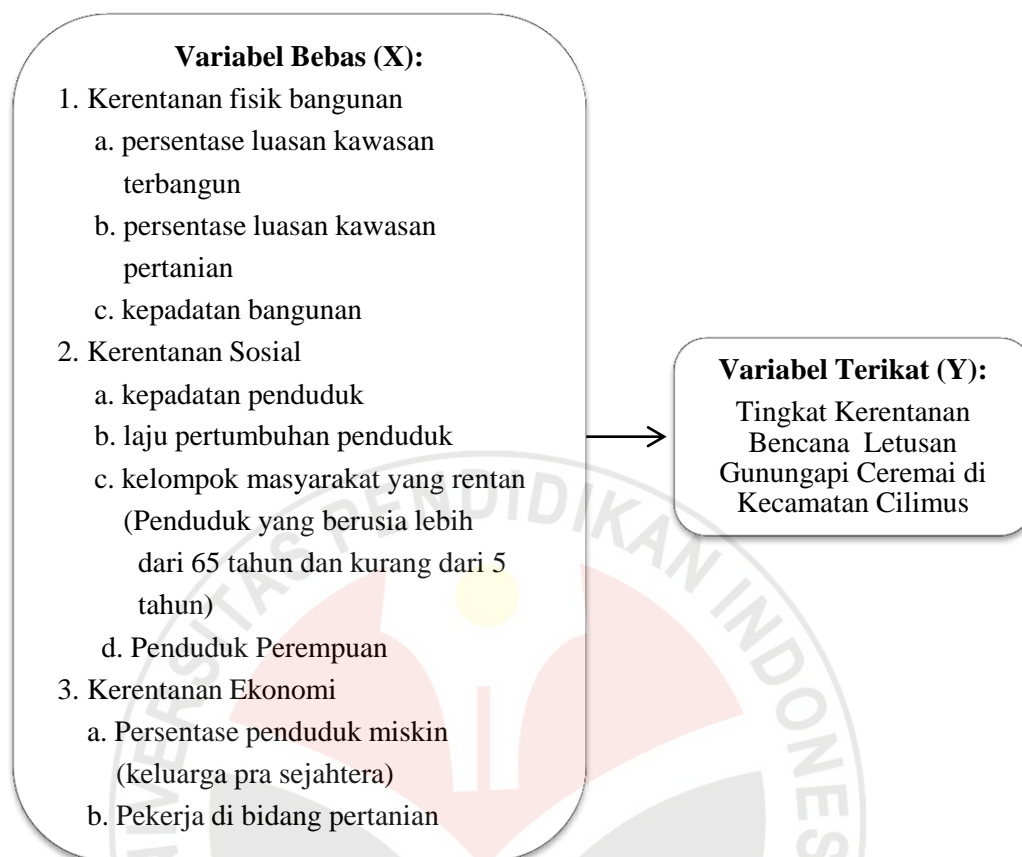 Variabel Bebas (X):
1. Kerentanan fisik bangunan
a. persentase luasan kawasan
terbangun
b. persentase luasan kawasan
pertanian
c. kepadatan bangunan
2. Kerentanan Sosial
a. kepadatan penduduk
b. laju pertumbuhan penduduk
c. kelompok masyarakat yang rentan
(Penduduk yang berusia lebih
dari 65 tahun dan kurang dari 5
tahun)
d. Penduduk Perempuan
3. Kerentanan Ekonomi
a. Persentase penduduk miskin
(keluarga pra sejahtera)
b. Pekerja di bidang pertanian
Variabel Terikat (Y):
Tingkat Kerentanan
Bencana Letusan
Gunungapi Ceremai di
Kecamatan Cilimus
VERSITAS PENDIDIKAN INDONES